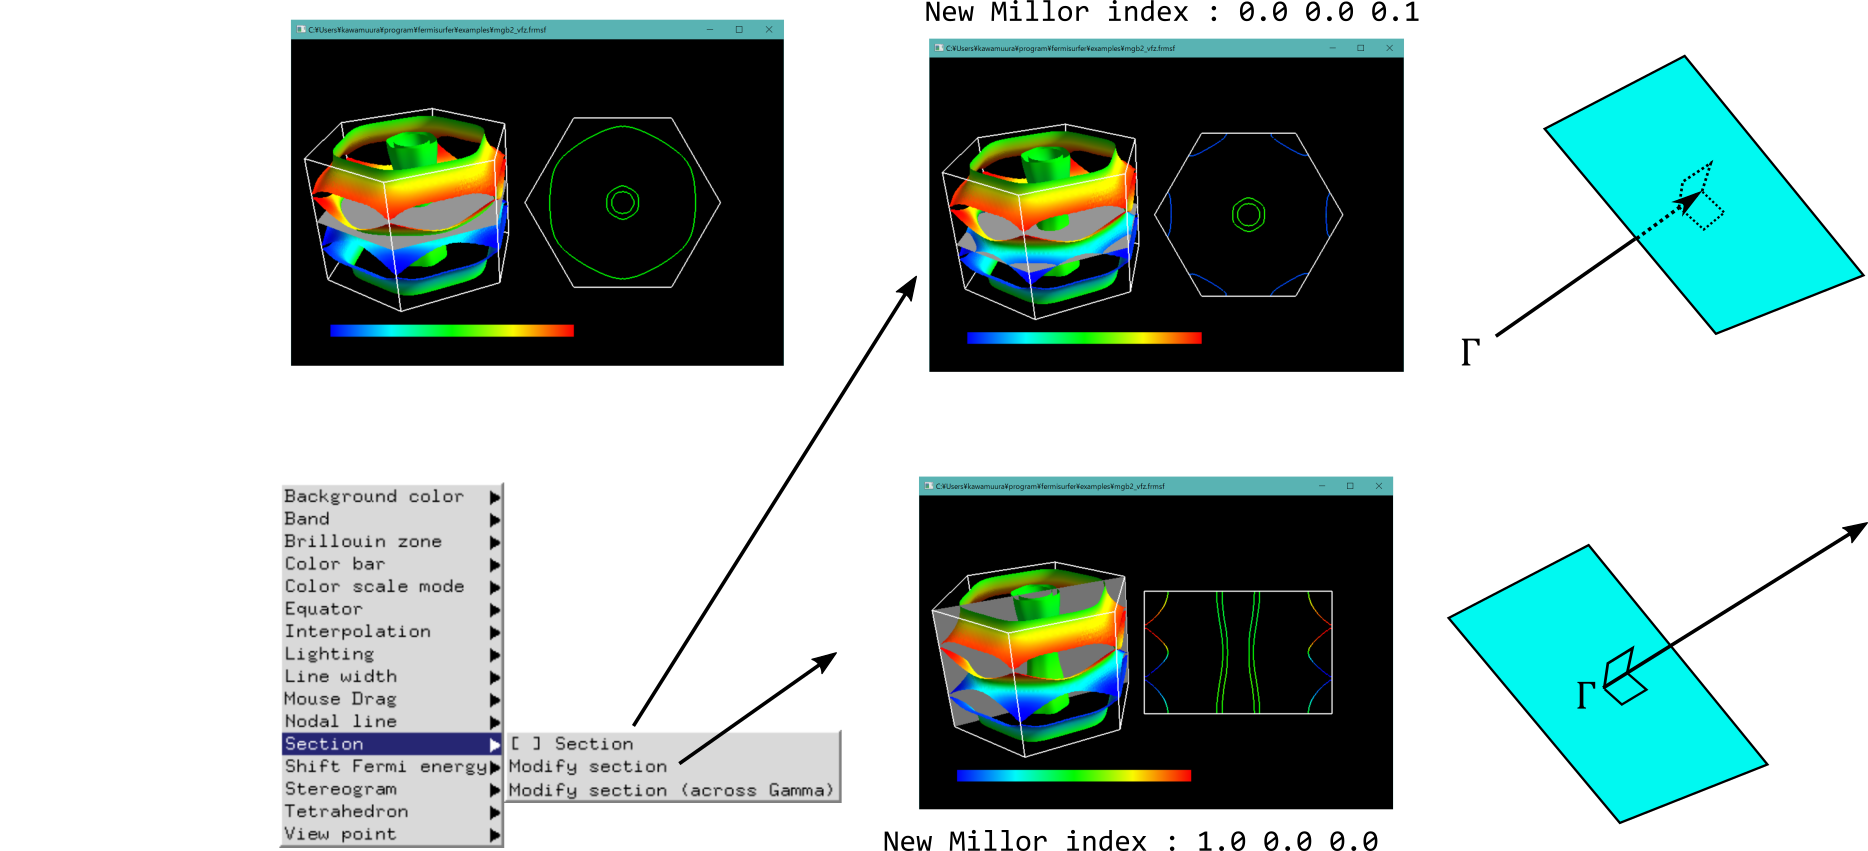 New Millor index : 0.0 0.0 0.1
C:¥Users¥kawamuura¥program¥fermisurfer¥examples¥mgb2_vfz.frmsf
C:¥Users¥kawamuura¥program¥fermisurfer¥examples¥mgb2_vfz.frmsf
Γ
Background color
Band
Brillouin zone
Color bar
Color scale mode
Equator
Interpolation
Lighting
Line width
Mouse Drag
Nodal line
Section
Shift Fermi energy
Stereogram
Tetrahedron
View point
[ ] Section
Modify section
Modify section (across Gamma)
C:¥Users¥kawamuura¥program¥fermisurfer¥examples¥mgb2_vfz.frmsf
Γ
New Millor index : 1.0 0.0 0.0